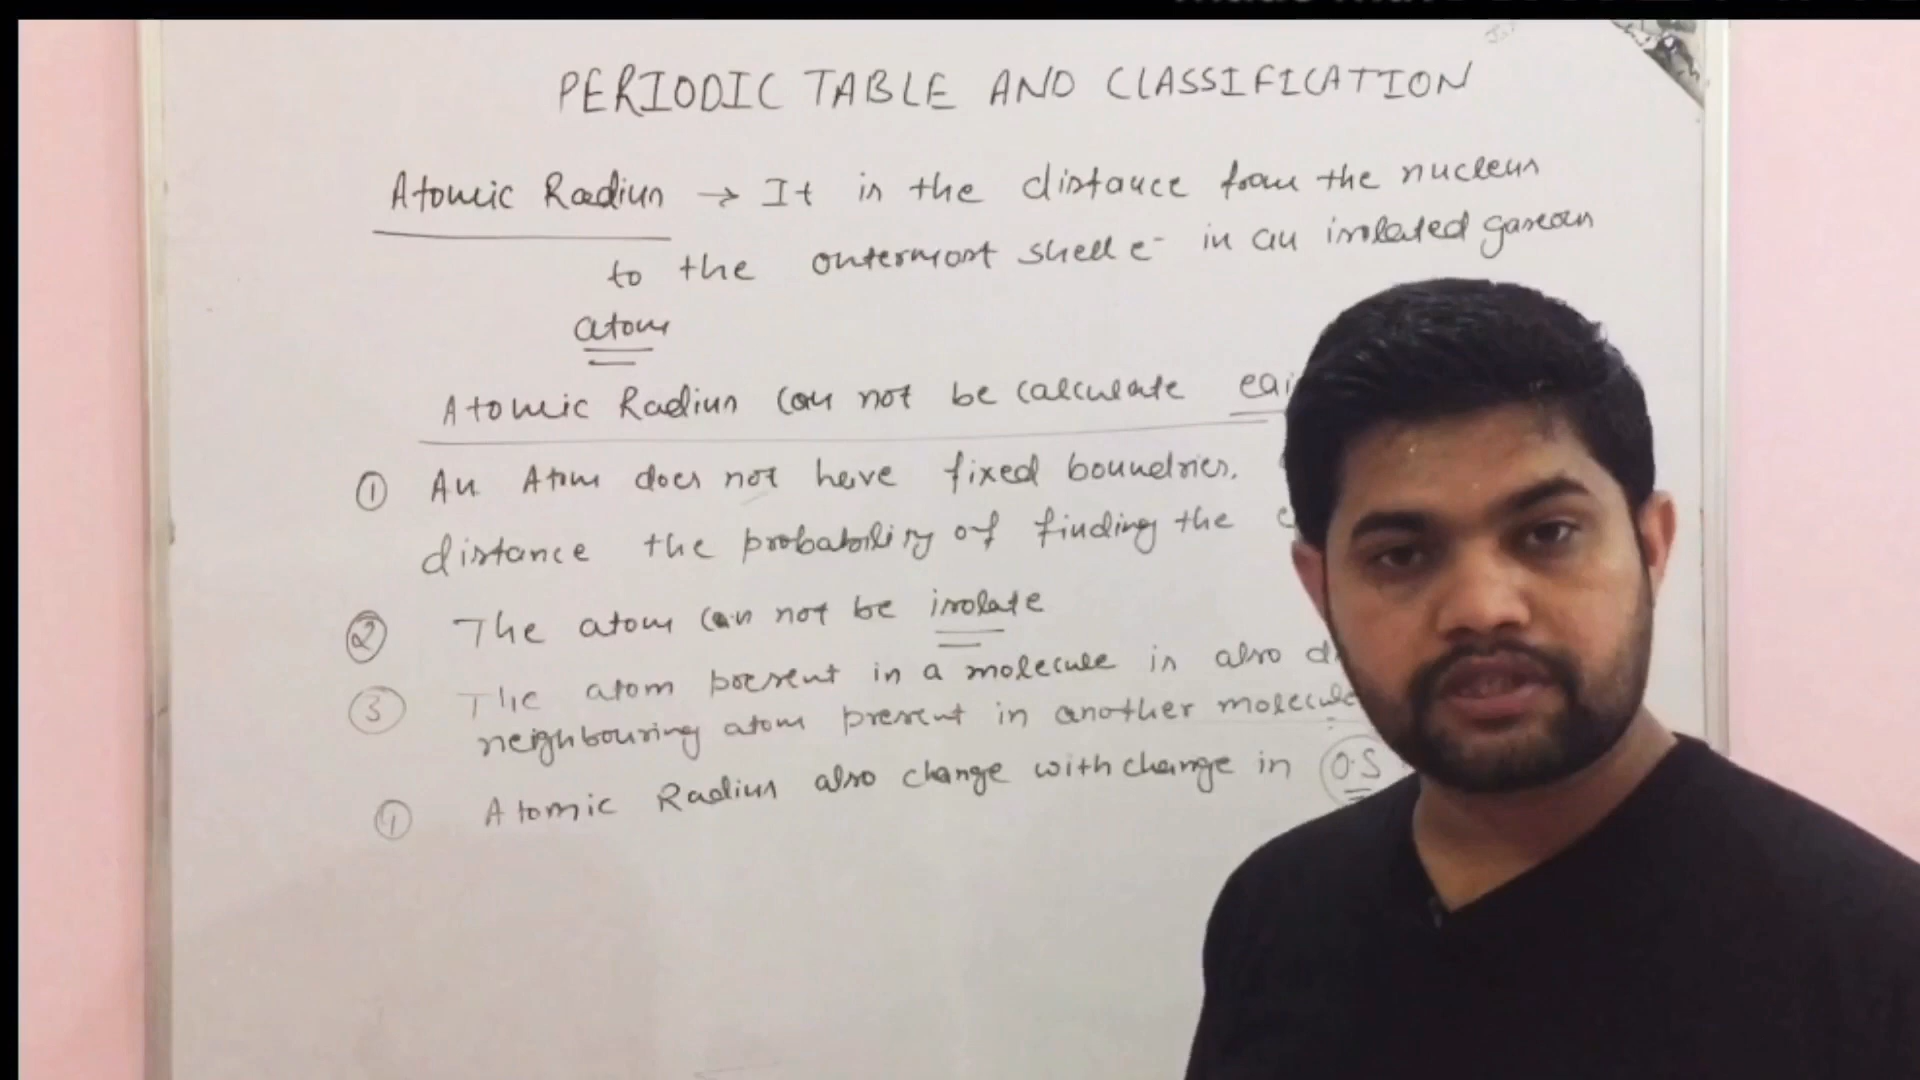 PERIODIC TABLE AND CLASSIFICATION
Atomic Radius → It is the distance from the nucleus
to the outermost shell e⁻ in an isolated gaseous
atom
Atomic Radius can not be calculate
① An Atom does not have fixed boundries.
distance the probability of finding the
② The atom can not be isolate
③ The atom present in a molecule is also
neighbouring atom present in another molecule
Atomic Radius also change with change in O.S